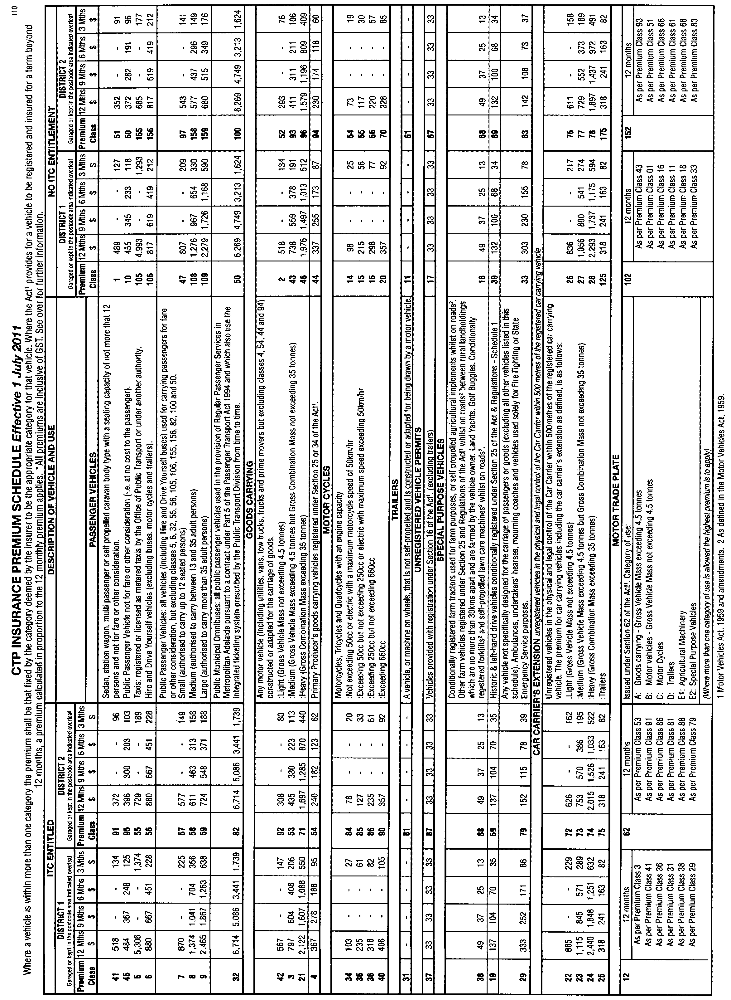 I10
CTP INSURANCE PREMIUM SCHEDULE Effective 1 July 2011
Where a vehicle is within more than one category the premium shall be that fixed by the category deemed by the insurer to be the appropriate category for that vehicle. Where the Act¹ provides for a vehicle to be registered and insured for a term beyond
12 months, a premium calculated in proportion to the 12 monthly premium applies. *All premiums are inclusive of GST. See over for further information.
ITC ENTITLED DESCRIPTION OF VEHICLE AND USE NO ITC ENTITLEMENT
DISTRICT 1 DISTRICT 2 DISTRICT 1 DISTRICT 2
Garaged or kept in the postcode area indicated overleaf Garaged or kept in the postcode area indicated overleaf Garaged or kept in the postcode area indicated overleaf Garaged or kept in the postcode area indicated overleaf
Premium 12 Mths 9 Mths 6 Mths 3 Mths Premium 12 Mths 9 Mths 6 Mths 3 Mths PASSENGER VEHICLES Premium 12 Mths 9 Mths 6 Mths 3 Mths Premium 12 Mths 9 Mths 6 Mths 3 Mths
Class $ $ $ $ Class $ $ $ $ Class $ $ $ $ Class $ $ $ $
Sedan, station wagon, multi passenger or self propelled caravan body type with a seating capacity of not more that 12
41 518 - - 134 91 372 - - 96 persons and not for fare or other consideration. 1 489 - - 127 51 352 - - 91
45 484 367 248 125 95 396 300 203 103 Public Passenger Vehicle not for fare or other consideration (i.e. at no cost to the passenger). 10 455 345 233 118 60 372 282 191 96
5 5,306 - - 1,374 55 729 - - 189 Taxis: registered or licensed as metered taxis by the Office of Public Transport or under another authority. 105 4,993 - - 1,293 155 685 - - 177
6 880 667 451 228 56 880 667 451 228 Hire and Drive Yourself vehicles (excluding buses, motor cycles and trailers). 106 817 619 419 212 156 817 619 419 212
Public Passenger Vehicles: all vehicles (including Hire and Drive Yourself buses) used for carrying passengers for fare
or other consideration, but excluding classes 5, 6, 32, 55, 56, 105, 106, 155, 156, 82, 100 and 50.
7 870 - - 225 57 577 - - 149 Small (authorised to carry up to 12 seated persons) 47 807 - - 209 97 543 - - 141
8 1,374 1,041 704 356 58 611 463 313 158 Medium (authorised to carry between 13 and 35 adult persons) 108 1,276 967 654 330 158 577 437 296 149
9 2,465 1,867 1,263 638 59 724 548 371 188 Large (authorised to carry more than 35 adult persons) 109 2,279 1,726 1,168 590 159 680 515 349 176
Public Municipal Omnibuses: all public passenger vehicles used in the provision of Regular Passenger Services in
Metropolitan Adelaide pursuant to a contract under Part 5 of the Passenger Transport Act 1994 and which also use the
32 6,714 5,086 3,441 1,739 82 6,714 5,086 3,441 1,739 integrated ticketing system prescribed by the Public Transport Division from time to time. 50 6,269 4,749 3,213 1,624 100 6,269 4,749 3,213 1,624
GOODS CARRYING
Any motor vehicle (including utilities, vans, tow trucks, trucks and prime movers but excluding classes 4, 54, 44 and 94)
constructed or adapted for the carriage of goods.
42 567 - - 147 92 308 - - 80 :Light (Gross Vehicle Mass not exceeding 4.5 tonnes) 2 518 - - 134 52 293 - - 76
3 797 604 408 206 53 435 330 223 113 :Medium (Gross Vehicle Mass exceeding 4.5 tonnes but Gross Combination Mass not exceeding 35 tonnes) 43 738 559 378 191 93 411 311 211 106
21 2,122 1,607 1,088 550 71 1,697 1,285 870 440 :Heavy (Gross Combination Mass exceeding 35 tonnes) 46 1,976 1,497 1,013 512 96 1,579 1,196 809 409
4 367 278 188 95 54 240 182 123 62 Primary Producer's goods carrying vehicles registered under Section 25 or 34 of the Act¹. 44 337 255 173 87 94 230 174 118 60
MOTOR CYCLES
Motorcycles, Tricycles and Quadcycles with an engine capacity
34 103 - - 27 84 78 - - 20 :Not exceeding 50cc or electric with a maximum motorcycle speed of 50km/hr 14 98 - - 25 64 73 - - 19
35 235 - - 61 85 127 - - 33 :Exceeding 50cc but not exceeding 250cc or electric with maximum speed exceeding 50km/hr 15 215 - - 56 65 117 - - 30
36 318 - - 82 86 235 - - 61 :Exceeding 250cc but not exceeding 660cc 16 298 - - 77 66 220 - - 57
40 406 - - 105 90 357 - - 92 :Exceeding 660cc 20 357 - - 92 70 328 - - 85
TRAILERS
31 - - - - 81 - - - - A vehicle, or machine on wheels, that is not self-propelled and is constructed or adapted for being drawn by a motor vehicle. 11 - - - - 61 - - - -
UNREGISTERED VEHICLE PERMITS
37 33 33 33 33 87 33 33 33 33 Vehicles provided with registration under Section 16 of the Act¹. (excluding trailers) 17 33 33 33 33 67 33 33 33 33
SPECIAL PURPOSE VEHICLES
Conditionally registered farm tractors used for farm purposes, or self propelled agricultural implements whilst on roads².
Other farm vehicles registered under Section 25 and Regulations of the Act¹ whilst on roads² between rural landholdings
which are no more than 30kms apart and are farmed by the vehicle owner. Land Yachts. Golf Buggies. Conditionally
38 49 37 25 13 88 49 37 25 13 registered forklifts² and self-propelled lawn care machines² whilst on roads². 18 49 37 25 13 68 49 37 25 13
19 137 104 70 35 69 137 104 70 35 Historic & left-hand drive vehicles conditionally registered under Section 25 of the Act & Regulations - Schedule 1 39 132 100 68 34 89 132 100 68 34
Any vehicle not specifically designed for the carriage of passengers or goods (excluding all other vehicles listed in this
schedule). Ambulances, undertakers' hearses, mourning coaches and vehicles used solely for Fire Fighting or State
29 333 252 171 86 79 152 115 78 39 Emergency Service purposes. 33 303 230 155 78 83 142 108 73 37
CAR CARRIER'S EXTENSION unregistered vehicles in the physical and legal control of the Car Carrier within 500 metres of the registered car carrying vehicle
Unregistered vehicles in the physical and legal control of the Car Carrier within 500metres of the registered car carrying
vehicle. The premium for car carrying vehicles including the car carrier's extension as defined, is as follows:
22 885 - - 229 72 626 - - 162 :Light (Gross Vehicle Mass not exceeding 4.5 tonnes) 26 836 - - 217 76 611 - - 158
23 1,115 845 571 289 73 753 570 386 195 :Medium (Gross Vehicle Mass exceeding 4.5 tonnes but Gross Combination Mass not exceeding 35 tonnes) 27 1,056 800 541 274 77 729 552 373 189
24 2,440 1,848 1,251 632 74 2,015 1,526 1,033 522 :Heavy (Gross Combination Mass exceeding 35 tonnes) 28 2,293 1,737 1,175 594 78 1,897 1,437 972 491
25 318 241 163 82 75 318 241 163 82 :Trailers 125 318 241 163 82 175 318 241 163 82
MOTOR TRADE PLATE
12 12 months 62 12 months Issued under Section 62 of the Act¹. Category of use: 102 12 months 152 12 months
As per Premium Class 3 As per Premium Class 53 A: Goods carrying - Gross Vehicle Mass exceeding 4.5 tonnes As per Premium Class 43 As per Premium Class 93
As per Premium Class 41 As per Premium Class 91 B: Motor vehicles - Gross Vehicle Mass not exceeding 4.5 tonnes As per Premium Class 01 As per Premium Class 51
As per Premium Class 36 As per Premium Class 86 C: Motor Cycles As per Premium Class 16 As per Premium Class 66
As per Premium Class 31 As per Premium Class 81 D: Trailers As per Premium Class 11 As per Premium Class 61
As per Premium Class 38 As per Premium Class 88 E1: Agricultural Machinery As per Premium Class 18 As per Premium Class 68
As per Premium Class 29 As per Premium Class 79 E2: Special Purpose Vehicles As per Premium Class 33 As per Premium Class 83
(Where more than one category of use is allowed the highest premium is to apply)
1 Motor Vehicles Act, 1959 and amendments. 2 As defined in the Motor Vehicles Act, 1959.